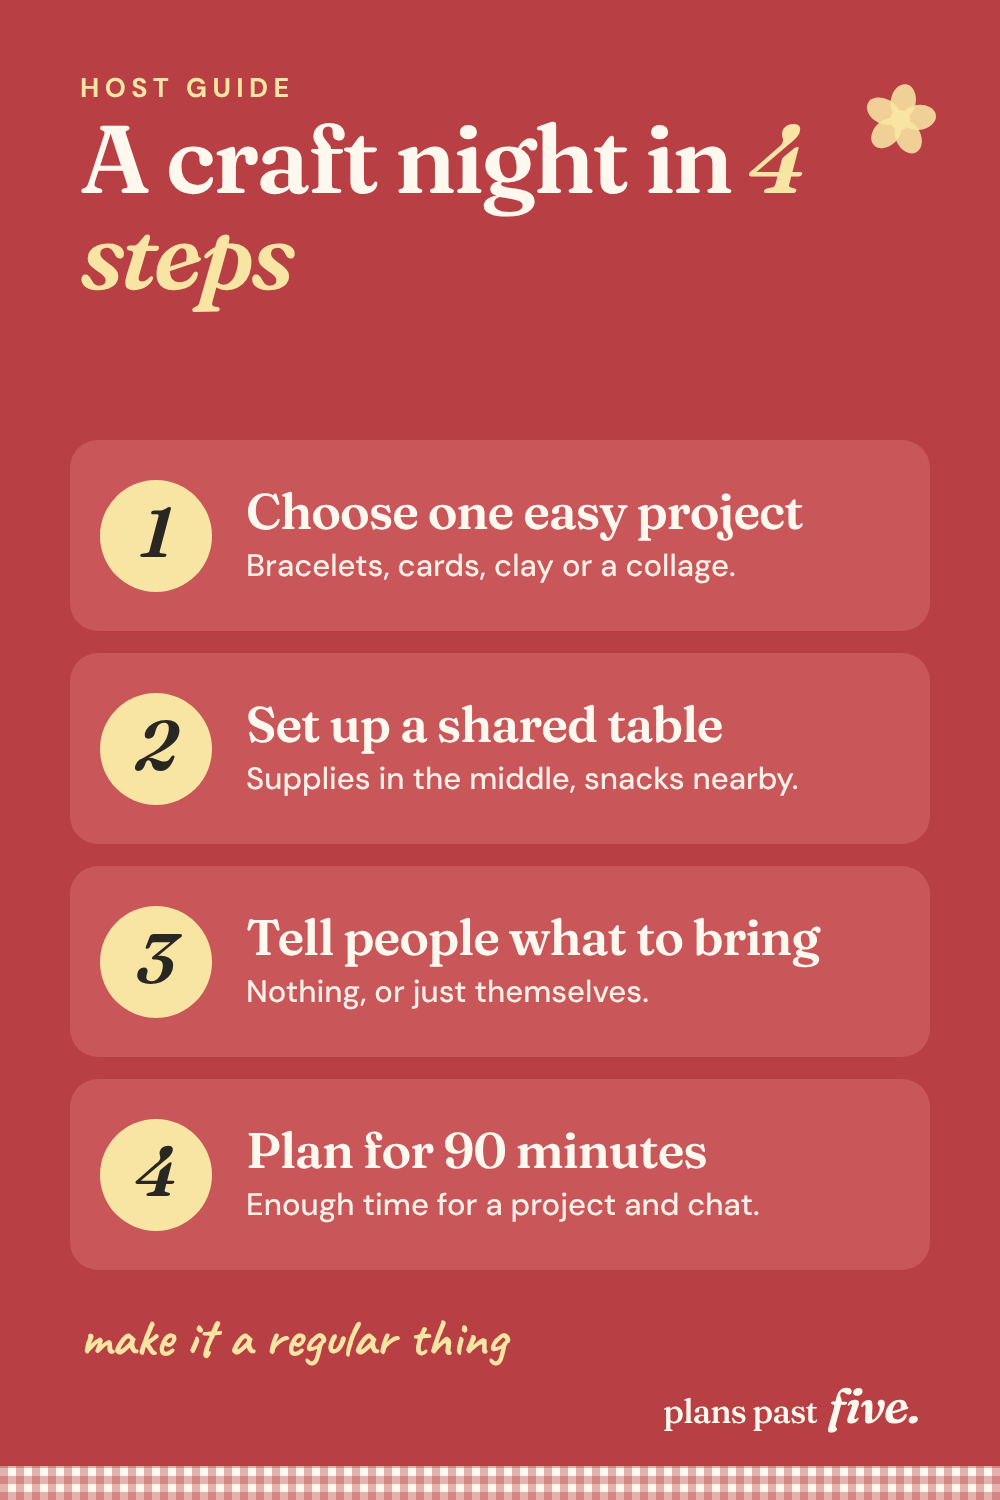 HOST GUIDE
A craft night in 4
steps
1
Choose one easy project
Bracelets, cards, clay or a collage.
2
Set up a shared table
Supplies in the middle, snacks nearby.
3
Tell people what to bring
Nothing, or just themselves.
4
Plan for 90 minutes
Enough time for a project and chat.
make it a regular thing
plans past five.